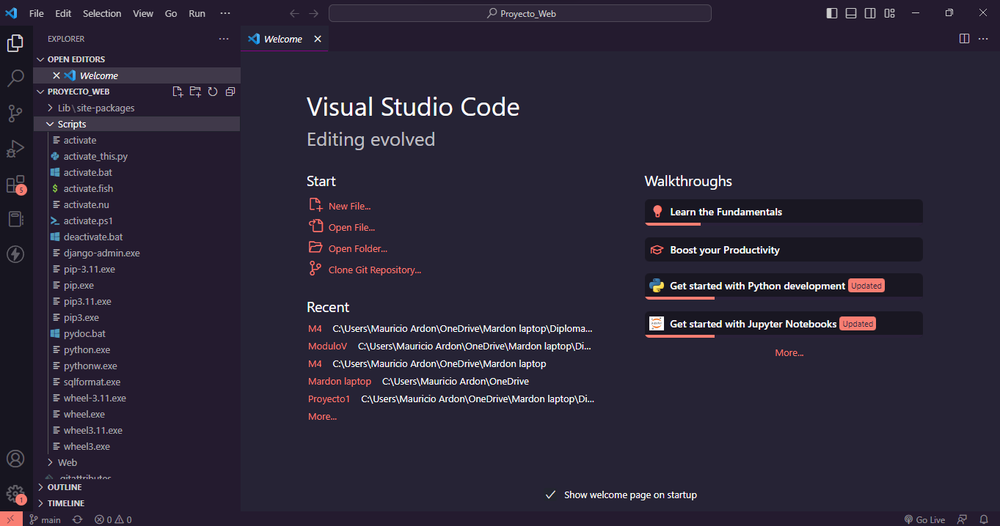 File Edit Selection View Go Run ···
Proyecto_Web
EXPLORER
OPEN EDITORS
Welcome
PROYECTO_WEB
Lib\site-packages
Scripts
activate
activate_this.py
activate.bat
activate.fish
activate.nu
activate.ps1
deactivate.bat
django-admin.exe
pip-3.11.exe
pip.exe
pip3.11.exe
pip3.exe
pydoc.bat
python.exe
pythonw.exe
sqlformat.exe
wheel-3.11.exe
wheel.exe
wheel3.11.exe
wheel3.exe
Web
.gitattributes
OUTLINE
TIMELINE
5
1
Welcome
Visual Studio Code
Editing evolved
Start
New File...
Open File...
Open Folder...
Clone Git Repository...
Recent
M4 C:\Users\Mauricio Ardon\OneDrive\Mardon laptop\Diploma...
ModuloV C:\Users\Mauricio Ardon\OneDrive\Mardon laptop\Di...
M4 C:\Users\Mauricio Ardon\OneDrive\Mardon laptop
Mardon laptop C:\Users\Mauricio Ardon\OneDrive
Proyecto1 C:\Users\Mauricio Ardon\OneDrive\Mardon laptop\Di...
More...
Walkthroughs
Learn the Fundamentals
Boost your Productivity
Get started with Python development Updated
Get started with Jupyter Notebooks Updated
More...
Show welcome page on startup
main 0 0 Go Live